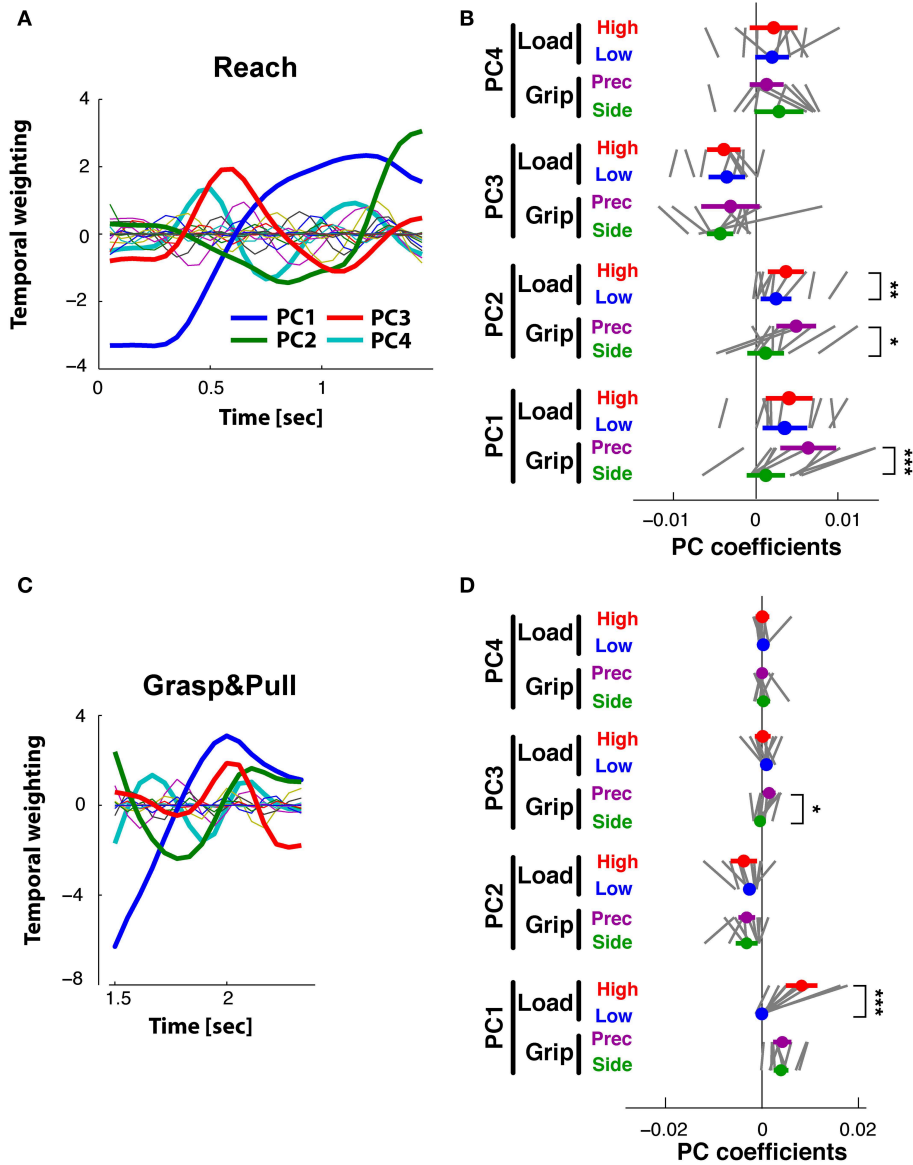 A
Reach
Temporal weighting
4
2
0
−2
−4
0
0.5
1
Time [sec]
PC1
PC3
PC2
PC4
B
PC4
Load
High
Low
Grip
Prec
Side
PC3
Load
High
Low
Grip
Prec
Side
PC2
Load
High
Low
**
Grip
Prec
Side
*
PC1
Load
High
Low
Grip
Prec
Side
***
−0.01
0
0.01
PC coefficients
C
Grasp&Pull
Temporal weighting
4
0
−4
−8
1.5
2
Time [sec]
D
PC4
Load
High
Low
Grip
Prec
Side
PC3
Load
High
Low
Grip
Prec
Side
*
PC2
Load
High
Low
Grip
Prec
Side
PC1
Load
High
Low
***
Grip
Prec
Side
−0.02
0
0.02
PC coefficients